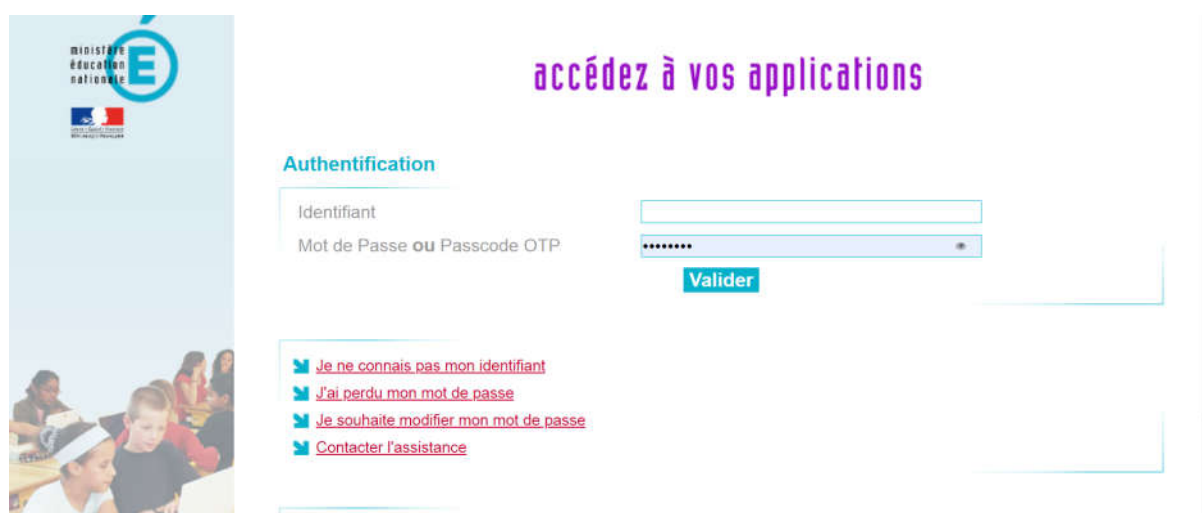 ministère
éducation
nationale
accédez à vos applications
Authentification
Identifiant
Mot de Passe ou Passcode OTP
••••••••
Valider
Je ne connais pas mon identifiant
J'ai perdu mon mot de passe
Je souhaite modifier mon mot de passe
Contacter l'assistance